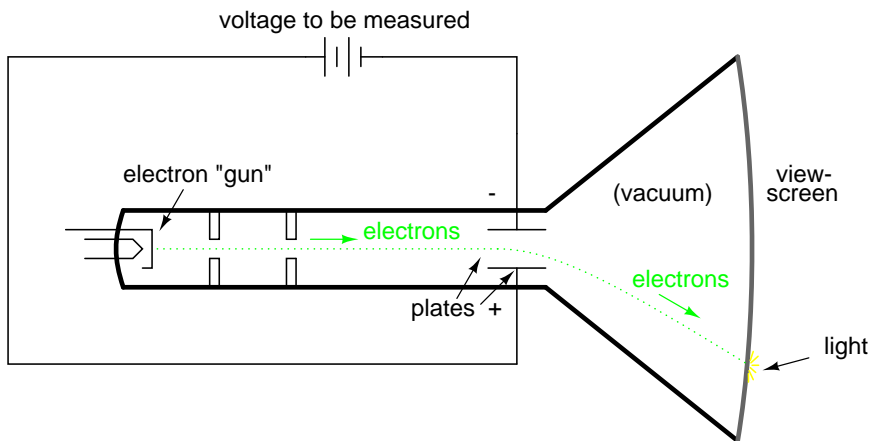 voltage to be measured
electron "gun"
-
(vacuum)
view-
screen
electrons
electrons
plates
+
light